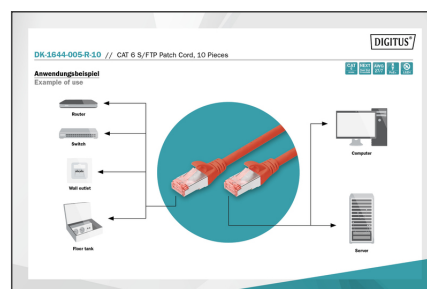 DIGITUS®
DK-1644-005-R-10 // CAT 6 S/FTP Patch Cord, 10 Pieces
Anwendungsbeispiel
Example of use
Router
Switch
Wall outlet
Floor tank
Computer
Server